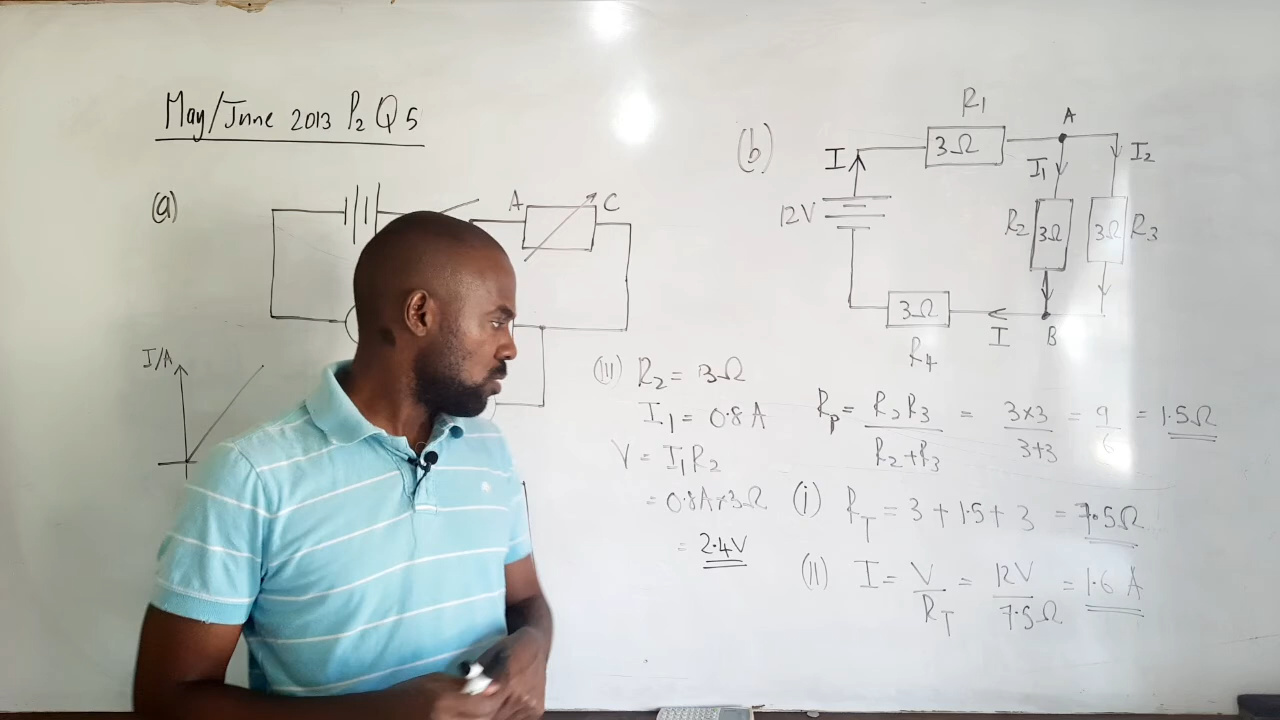 May/June 2013 P2 Q5
(a)
A
C
I/A
(b)
R1
3Ω
A
I
I1
I2
12V
R2
3Ω
3Ω
R3
3Ω
I
B
R4
(III) R2 = 3Ω
I1 = 0.8 A
V = I1R2
= 0.8A×3Ω
= 2.4V
Rp = R2R3/R2+R3 = 3×3/3+3 = 9/6 = 1.5Ω
(i) RT = 3 + 1.5 + 3 = 7.5Ω
(II) I = V/RT = 12V/7.5Ω = 1.6 A